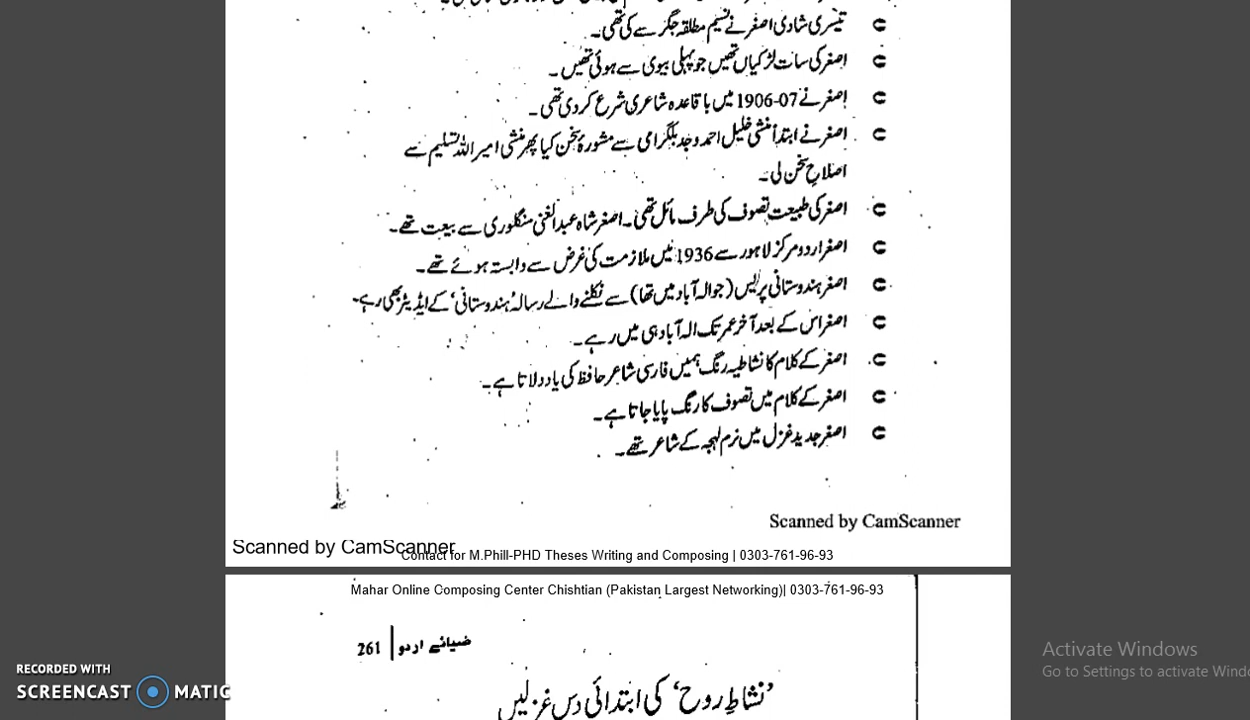 تیسری شادی اصغر نے نسیم مطلقہ جگر سے کی تھی۔
اصغر کی سات لڑکیاں تھیں جو پہلی بیوی سے ہوئی تھیں۔
اصغر نے 07-1906 میں باقاعدہ شاعری شرع کر دی تھی۔
اصغر نے ابتداً منشی خلیل احمد وجد بلگرامی سے مشورۂ سخن کیا پھر منشی امیر اللہ تسلیم سے
اصلاحِ سخن لی۔
اصغر کی طبیعت تصوف کی طرف مائل تھی۔ اصغر شاہ عبدالغنی منگلوری سے بیعت تھے۔
اصغر اردو مرکز لاہور سے 1936 میں ملازمت کی غرض سے وابستہ ہوئے تھے۔
اصغر ہندوستانی پریس (جو الہ آباد میں تھا) سے نکلنے والے رسالہ 'ہندوستانی' کے ایڈیٹر بھی رہے۔
اصغر اس کے بعد آخر عمر تک الہ آباد ہی میں رہے۔
اصغر کے کلام کا نشاطیہ رنگ ہمیں فارسی شاعر حافظ کی یاد دلاتا ہے۔
اصغر کے کلام میں تصوف کا رنگ پایا جاتا ہے۔
اصغر جدید غزل میں نرم لہجہ کے شاعر تھے۔
Scanned by CamScanner
Scanned by CamScanner
Contact for M.Phill-PHD Theses Writing and Composing | 0303-761-96-93
Mahar Online Composing Center Chishtian (Pakistan Largest Networking)| 0303-761-96-93
ضیائے اردو | 261
'نشاطِ روح' کی ابتدائی دس غزلیں
Activate Windows
Go to Settings to activate Windo
RECORDED WITH
SCREENCAST MATIC